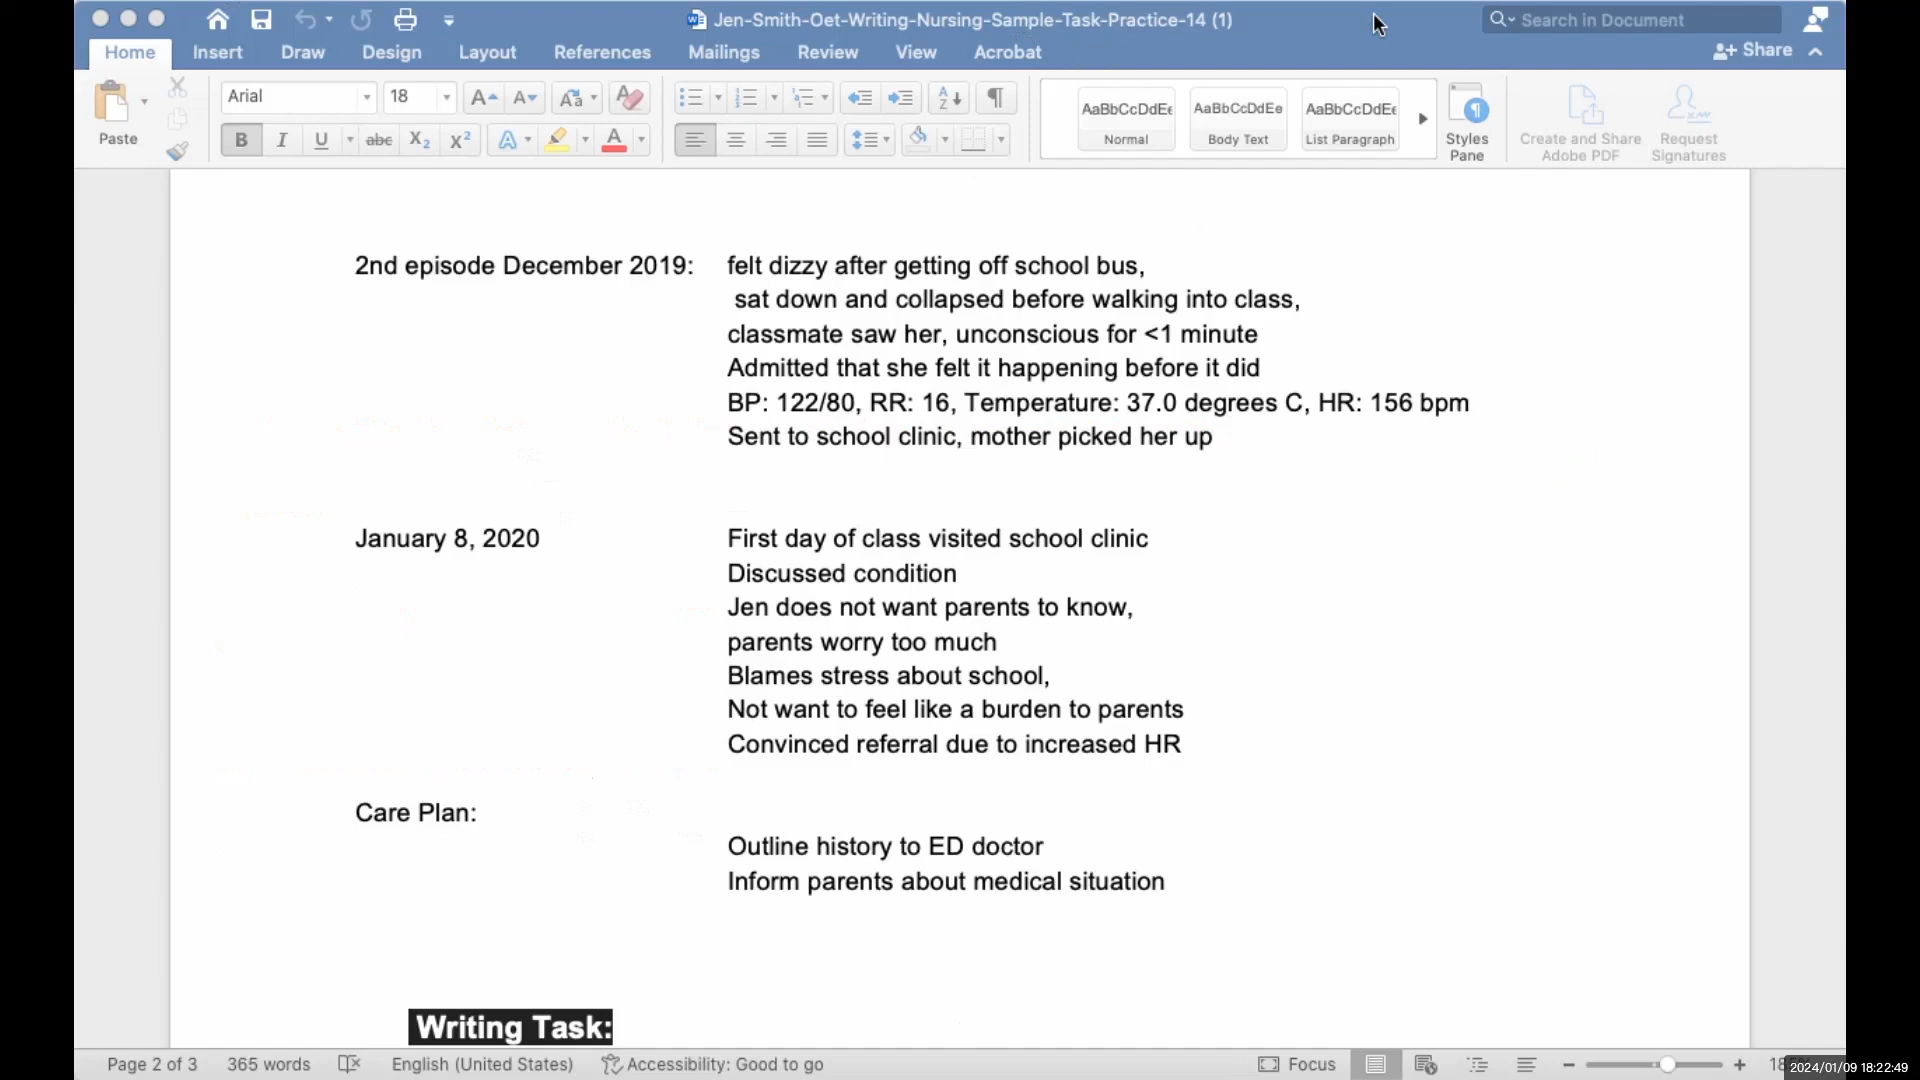 Jen-Smith-Oet-Writing-Nursing-Sample-Task-Practice-14 (1)
Search in Document
Home Insert Draw Design Layout References Mailings Review View Acrobat
Share
Paste
Arial 18
AaBbCcDdEe AaBbCcDdEe AaBbCcDdEe
Normal Body Text List Paragraph
Styles Pane
Create and Share Adobe PDF
Request Signatures
2nd episode December 2019: felt dizzy after getting off school bus,
sat down and collapsed before walking into class,
classmate saw her, unconscious for <1 minute
Admitted that she felt it happening before it did
BP: 122/80, RR: 16, Temperature: 37.0 degrees C, HR: 156 bpm
Sent to school clinic, mother picked her up
January 8, 2020 First day of class visited school clinic
Discussed condition
Jen does not want parents to know,
parents worry too much
Blames stress about school,
Not want to feel like a burden to parents
Convinced referral due to increased HR
Care Plan:
Outline history to ED doctor
Inform parents about medical situation
Writing Task:
Page 2 of 3 365 words English (United States) Accessibility: Good to go Focus
2024/01/09 18:22:49